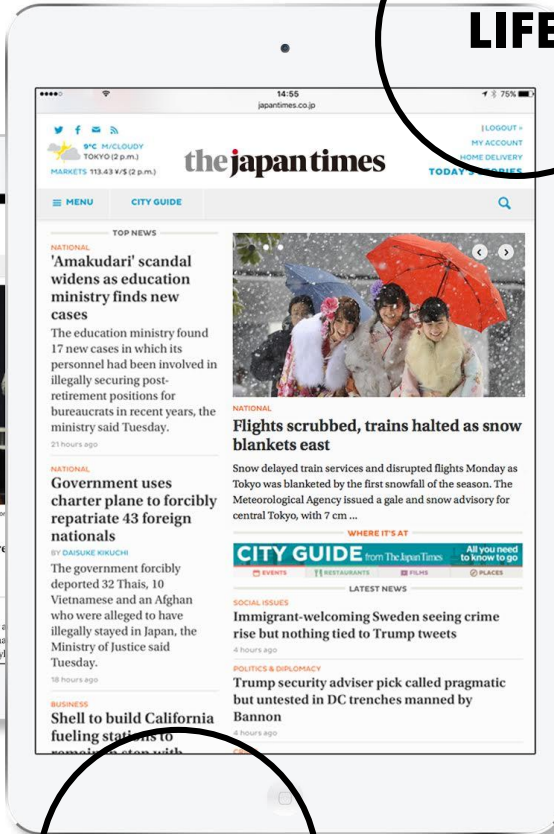 LIFE
14:55
75%
japantimes.co.jp
9°C M/CLOUDY
TOKYO (2 p.m.)
MARKETS 113.43 ¥/$ (2 p.m.)
the japan times
LOGOUT »
MY ACCOUNT
HOME DELIVERY
TODAY'S STORIES
MENU
CITY GUIDE
TOP NEWS
NATIONAL
'Amakudari' scandal
widens as education
ministry finds new
cases
The education ministry found
17 new cases in which its
personnel had been involved in
illegally securing post-
retirement positions for
bureaucrats in recent years, the
ministry said Tuesday.
21 hours ago
NATIONAL
Government uses
charter plane to forcibly
repatriate 43 foreign
nationals
BY DAISUKE KIKUCHI
The government forcibly
deported 32 Thais, 10
Vietnamese and an Afghan
who were alleged to have
illegally stayed in Japan, the
Ministry of Justice said
Tuesday.
18 hours ago
BUSINESS
Shell to build California
fueling stations to
remain in step with
NATIONAL
Flights scrubbed, trains halted as snow
blankets east
Snow delayed train services and disrupted flights Monday as
Tokyo was blanketed by the first snowfall of the season. The
Meteorological Agency issued a gale and snow advisory for
central Tokyo, with 7 cm ...
WHERE IT'S AT
CITY GUIDE from The Japan Times All you need
to know to go
EVENTS RESTAURANTS FILMS PLACES
LATEST NEWS
SOCIAL ISSUES
Immigrant-welcoming Sweden seeing crime
rise but nothing tied to Trump tweets
4 hours ago
POLITICS & DIPLOMACY
Trump security adviser pick called pragmatic
but untested in DC trenches manned by
Bannon
4 hours ago